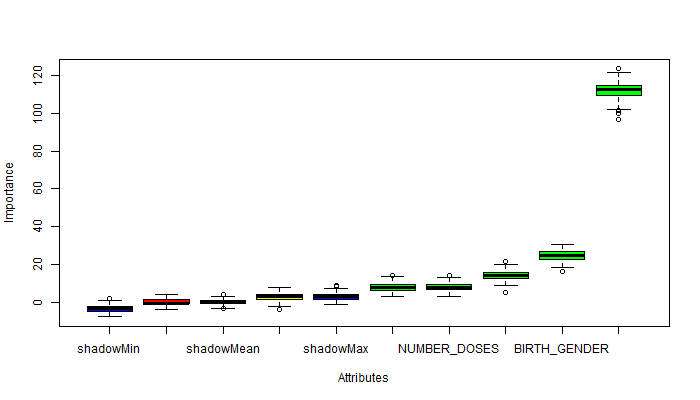 Importance
120
100
80
60
40
20
0
shadowMin shadowMean shadowMax NUMBER_DOSES BIRTH_GENDER
Attributes